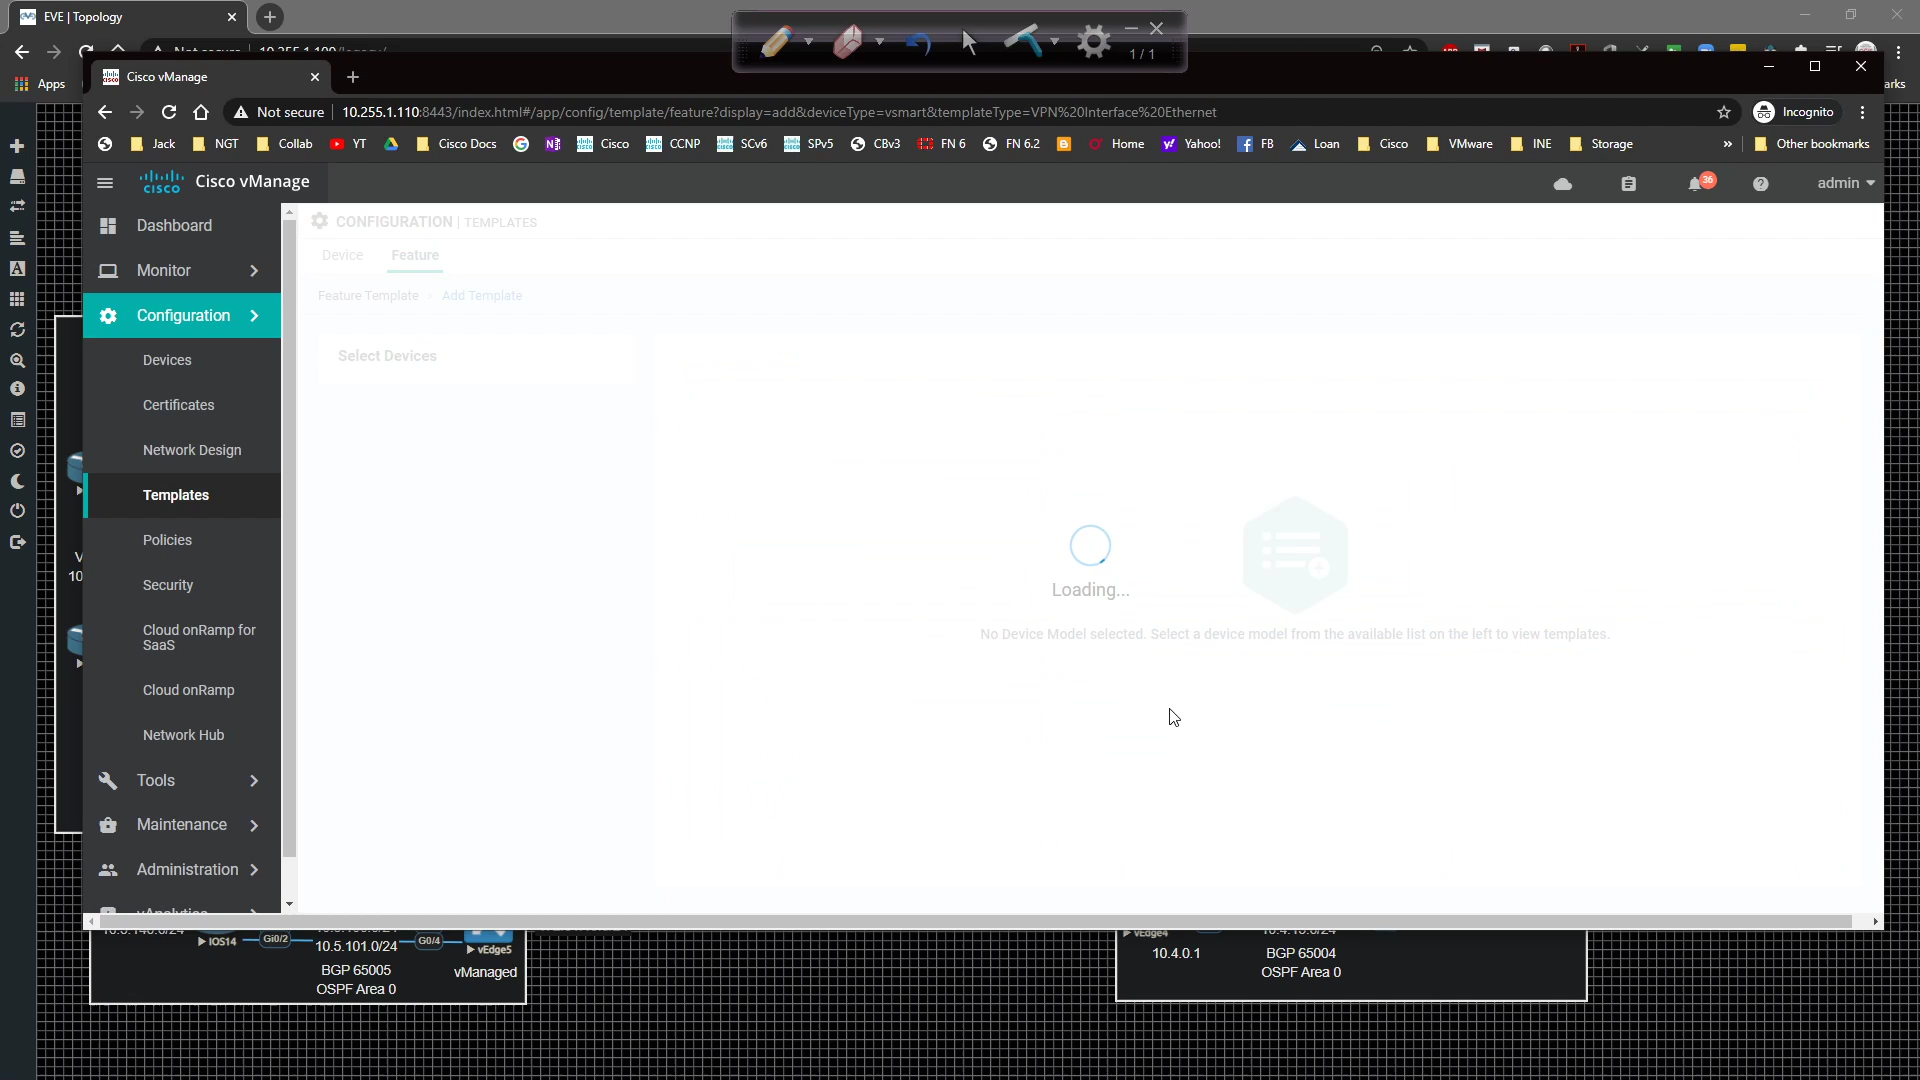 EVE | Topology
1 / 1
Apps
Cisco vManage
Not secure | 10.255.1.110:8443/index.html#/app/config/template/feature?display=add&deviceType=vsmart&templateType=VPN%20Interface%20Ethernet
Incognito
Jack NGT Collab YT Cisco Docs Cisco CCNP SCv6 SPv5 CBv3 FN 6 FN 6.2 Home Yahoo! FB Loan Cisco VMware INE Storage » Other bookmarks
CISCO Cisco vManage
36
admin
Dashboard
Monitor
Configuration
Devices
Certificates
Network Design
Templates
Policies
Security
Cloud onRamp for
SaaS
Cloud onRamp
Network Hub
Tools
Maintenance
Administration
vAnalytics
CONFIGURATION | TEMPLATES
Device Feature
Feature Template Add Template
Select Devices
Loading...
No Device Model selected. Select a device model from the available list on the left to view templates.
IOS14 Gi0/2
10.5.101.0/24
G0/4
vEdge5
BGP 65005
vManaged
OSPF Area 0
vEdge4
10.4.0.1
BGP 65004
OSPF Area 0